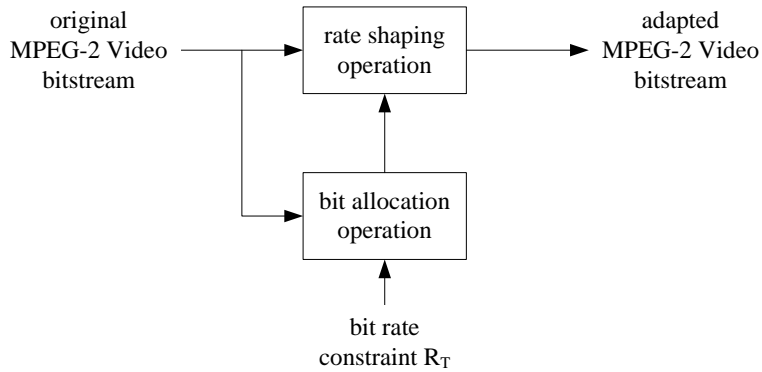 original
MPEG-2 Video
bitstream
rate shaping
operation
adapted
MPEG-2 Video
bitstream
bit allocation
operation
bit rate
constraint R_T